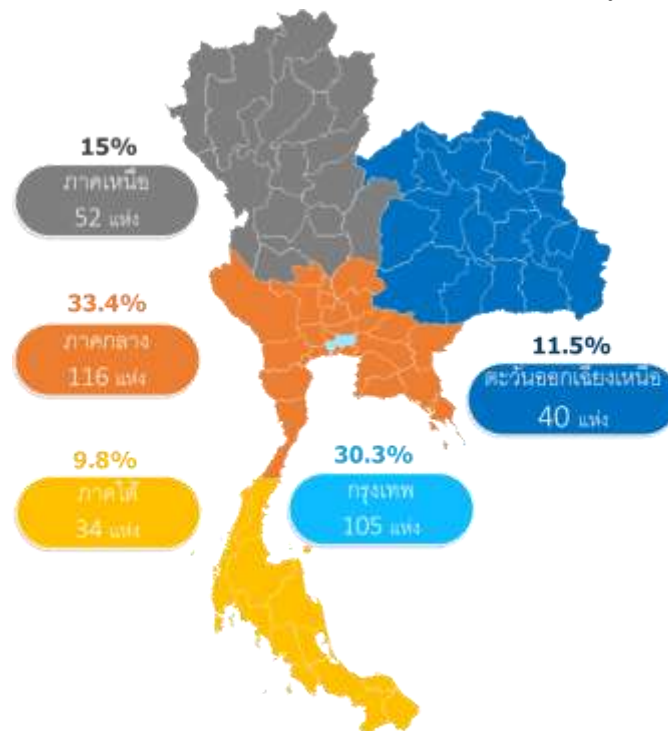 15%
ภาคเหนือ
52 แห่ง
33.4%
ภาคกลาง
116 แห่ง
11.5%
ตะวันออกเฉียงเหนือ
40 แห่ง
9.8%
ภาคใต้
34 แห่ง
30.3%
กรุงเทพ
105 แห่ง